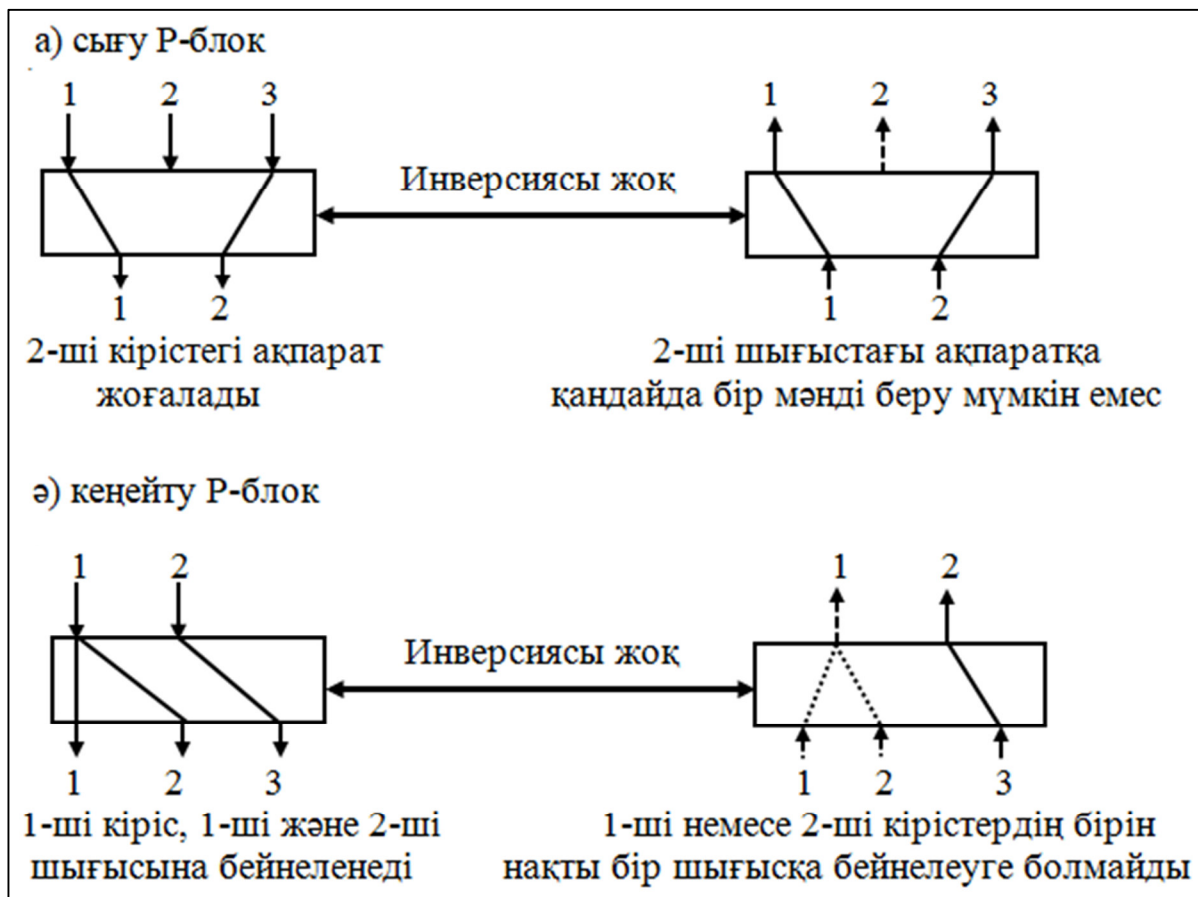 а) сығу Р-блок
1 2 3 1 2 3
Инверсиясы жоқ
1 2 1 2
2-ші кірістегі ақпарат
жоғалады
2-ші шығыстағы ақпаратқа
қандайда бір мәнді беру мүмкін емес
ә) кеңейту Р-блок
1 2 1 2
Инверсиясы жоқ
1 2 3 1 2 3
1-ші кіріс, 1-ші және 2-ші
шығысына бейнеленеді
1-ші немесе 2-ші кірістердің бірін
нақты бір шығысқа бейнелеуге болмайды